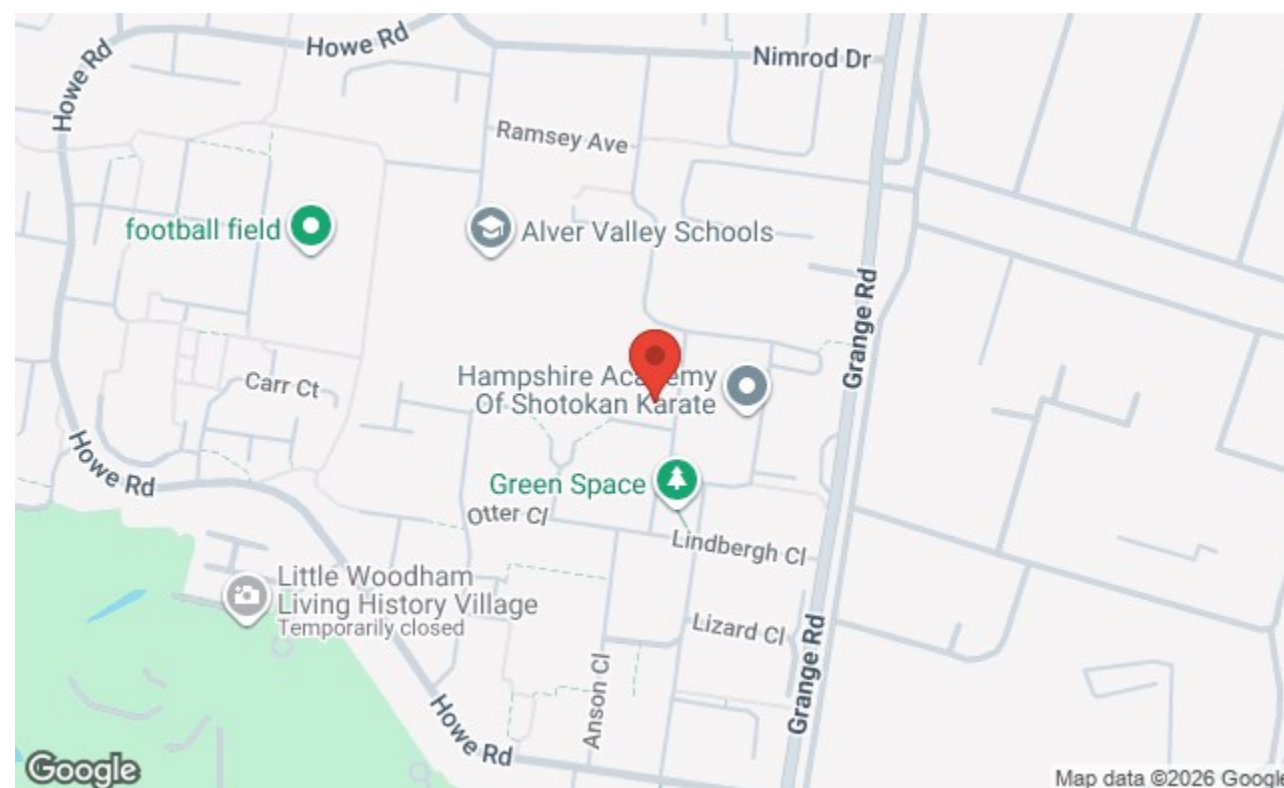 Howe Rd
Nimrod Dr
Howe Rd
Ramsey Ave
football field
Alver Valley Schools
Grange Rd
Hampshire Academy
Of Shotokan Karate
Carr Ct
Howe Rd
Green Space
Otter Cl
Lindbergh Cl
Little Woodham
Living History Village
Temporarily closed
Lizard Cl
Anson Cl
Grange Rd
Howe Rd
Google
Map data ©2026 Google